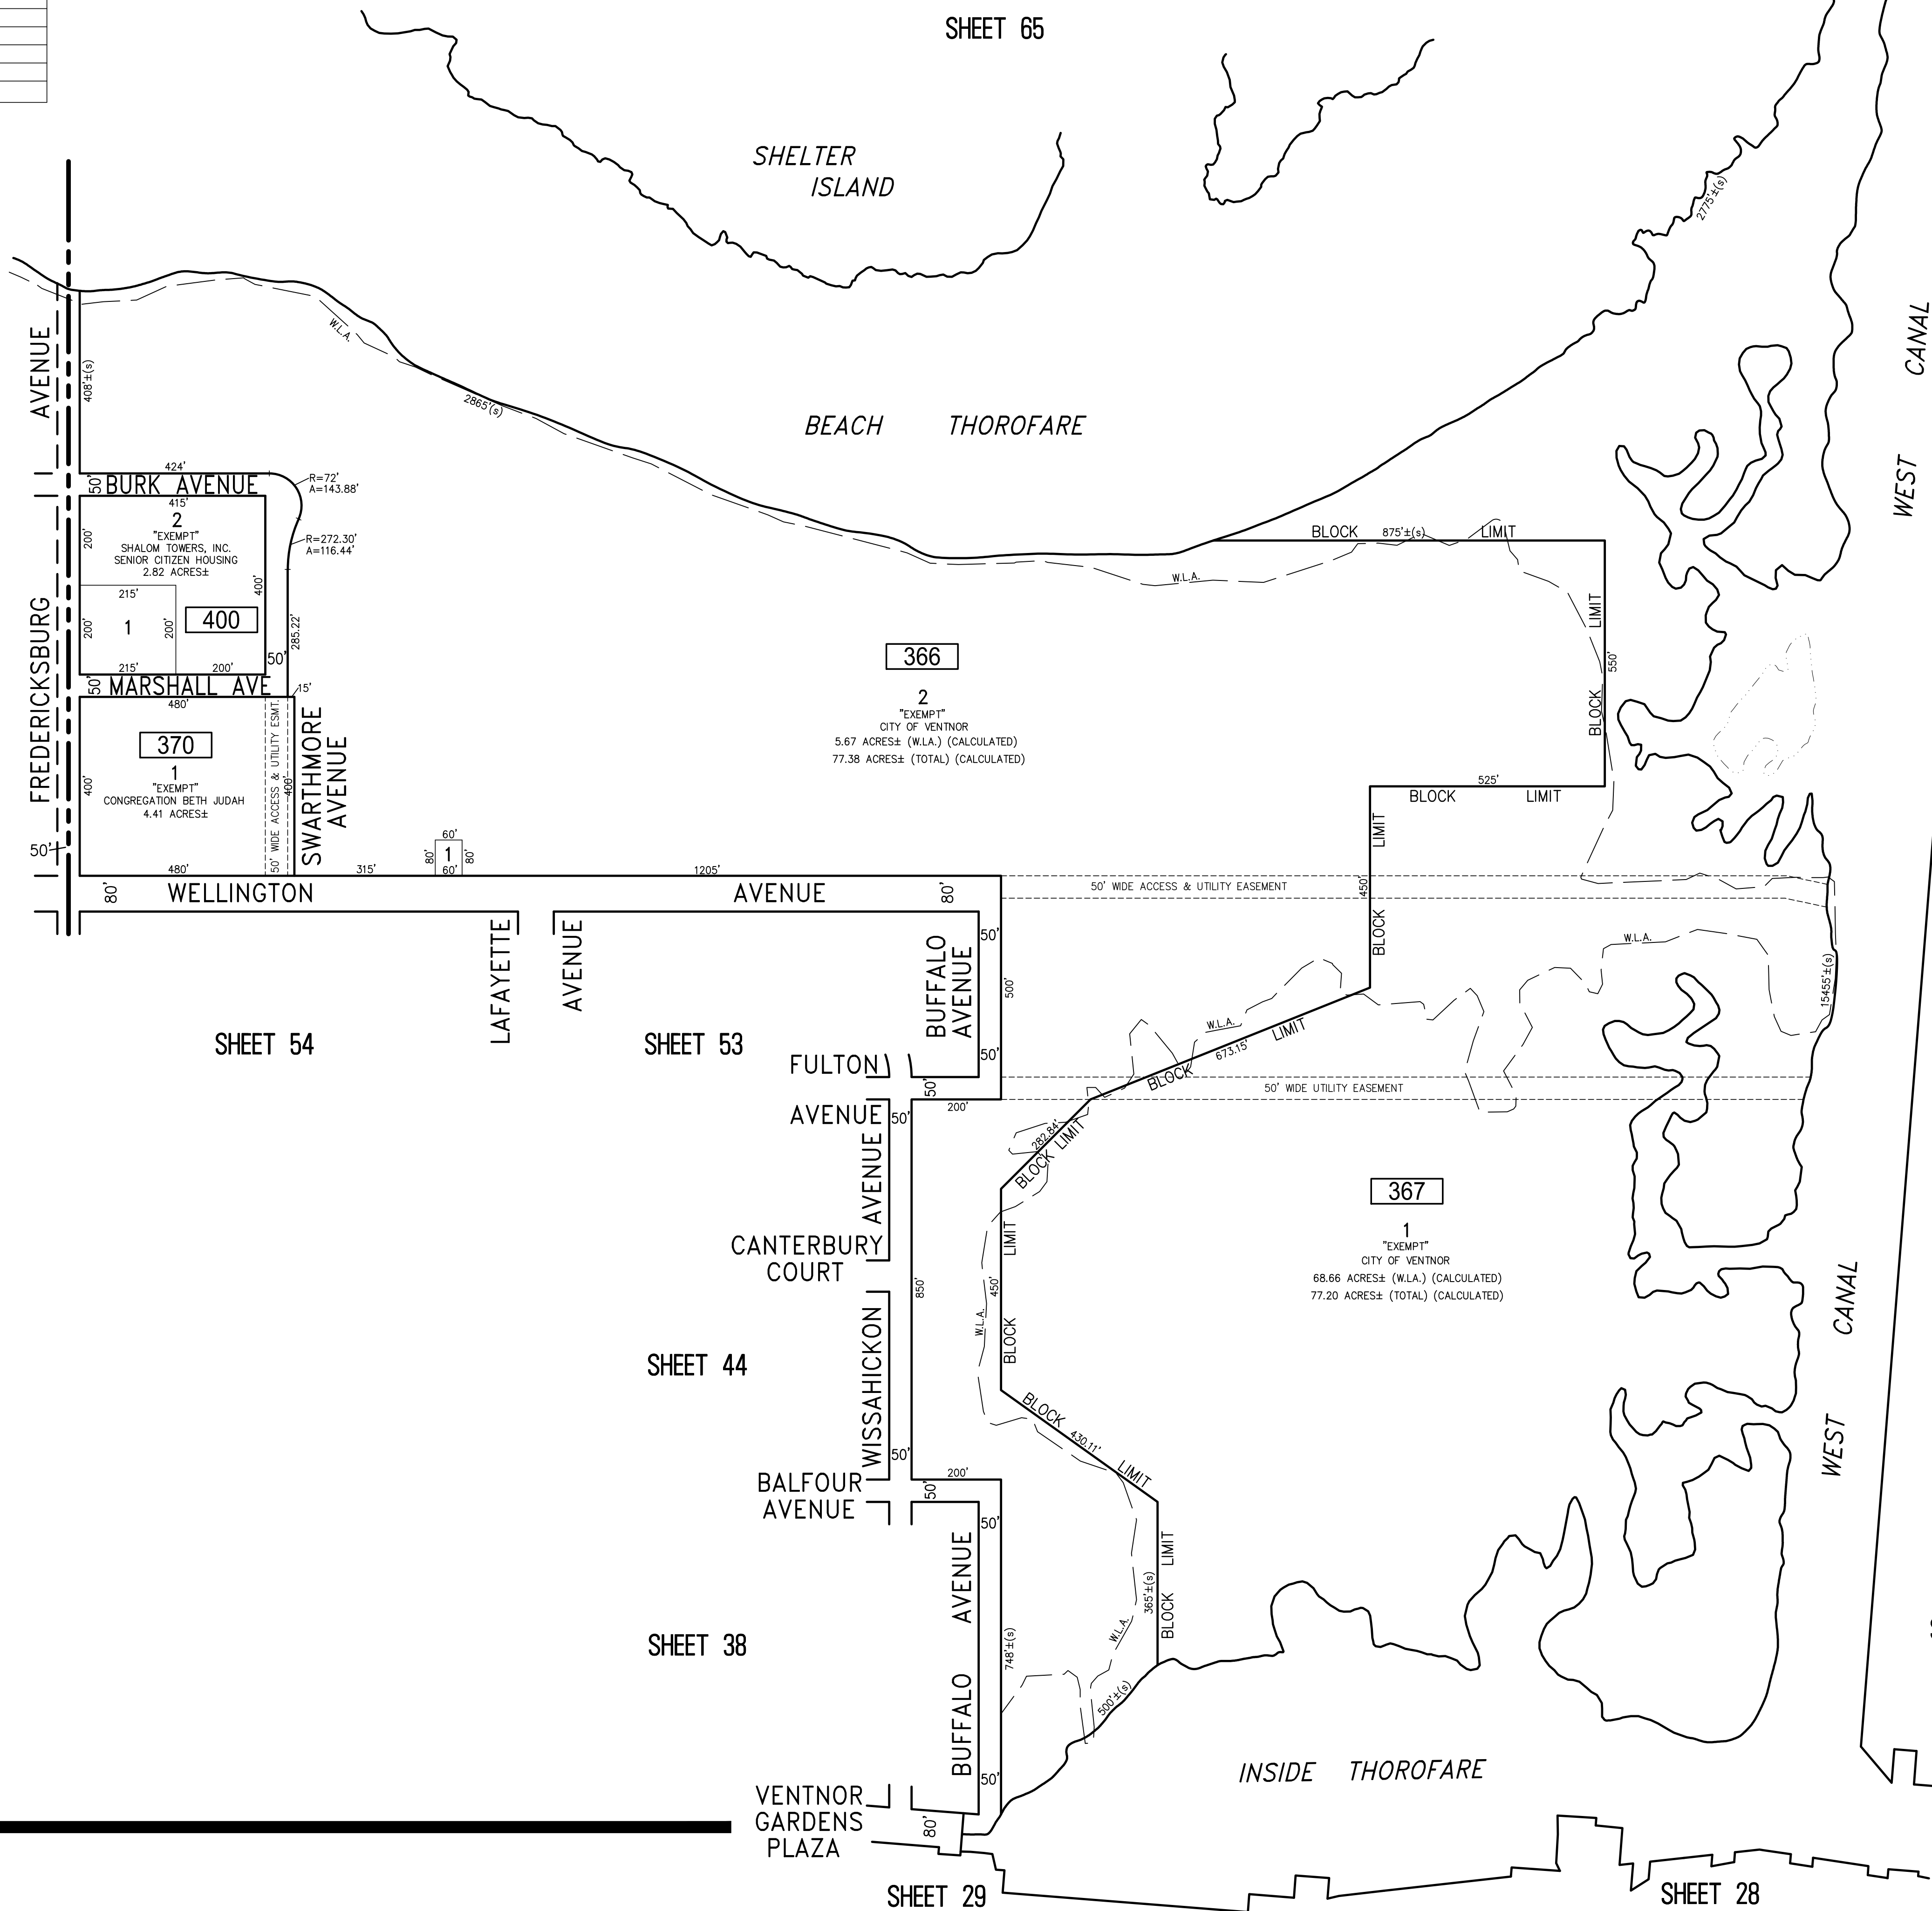 SHEET 65
SHELTER
ISLAND
2775'±(s)
WEST CANAL
W.L.A.
2865'(s)
BEACH THOROFARE
FREDERICKSBURG AVENUE
408'±(s)
424'
50'
BURK AVENUE
R=72'
A=143.88'
415'
2
"EXEMPT"
SHALOM TOWERS, INC.
SENIOR CITIZEN HOUSING
2.82 ACRES±
200'
400'
R=272.30'
A=116.44'
215'
200'
1
200'
400
285.22'
215'
200'
50'
50'
MARSHALL AVE
15'
480'
370
1
"EXEMPT"
CONGREGATION BETH JUDAH
4.41 ACRES±
400'
50' WIDE ACCESS & UTILITY ESMT.
400'
SWARTHMORE
AVENUE
50'
480'
315'
60'
80'
1
80'
60'
1205'
80'
WELLINGTON AVENUE
80'
BLOCK 875'±(s) LIMIT
W.L.A.
BLOCK LIMIT
550'
366
2
"EXEMPT"
CITY OF VENTNOR
5.67 ACRES± (W.LA.) (CALCULATED)
77.38 ACRES± (TOTAL) (CALCULATED)
525'
BLOCK LIMIT
BLOCK LIMIT
450'
50' WIDE ACCESS & UTILITY EASEMENT
LAFAYETTE
AVENUE
BUFFALO
AVENUE
50'
500'
50'
W.L.A.
15455'±(s)
SHEET 54
SHEET 53
W.L.A.
673.15'
BLOCK LIMIT
FULTON
AVENUE
50'
200'
50'
50' WIDE UTILITY EASEMENT
282.84'
BLOCK LIMIT
WISSAHICKON AVENUE
CANTERBURY
COURT
850'
BLOCK LIMIT
450'
W.L.A.
367
1
"EXEMPT"
CITY OF VENTNOR
68.66 ACRES± (W.LA.) (CALCULATED)
77.20 ACRES± (TOTAL) (CALCULATED)
WEST CANAL
SHEET 44
BLOCK LIMIT
430.11'
50'
200'
BALFOUR
AVENUE
50'
50'
BUFFALO AVENUE
BLOCK LIMIT
365'±(s)
W.L.A.
748'±(s)
500'±(s)
SHEET 38
50'
INSIDE THOROFARE
VENTNOR
GARDENS
PLAZA
80'
SHEET 29
SHEET 28